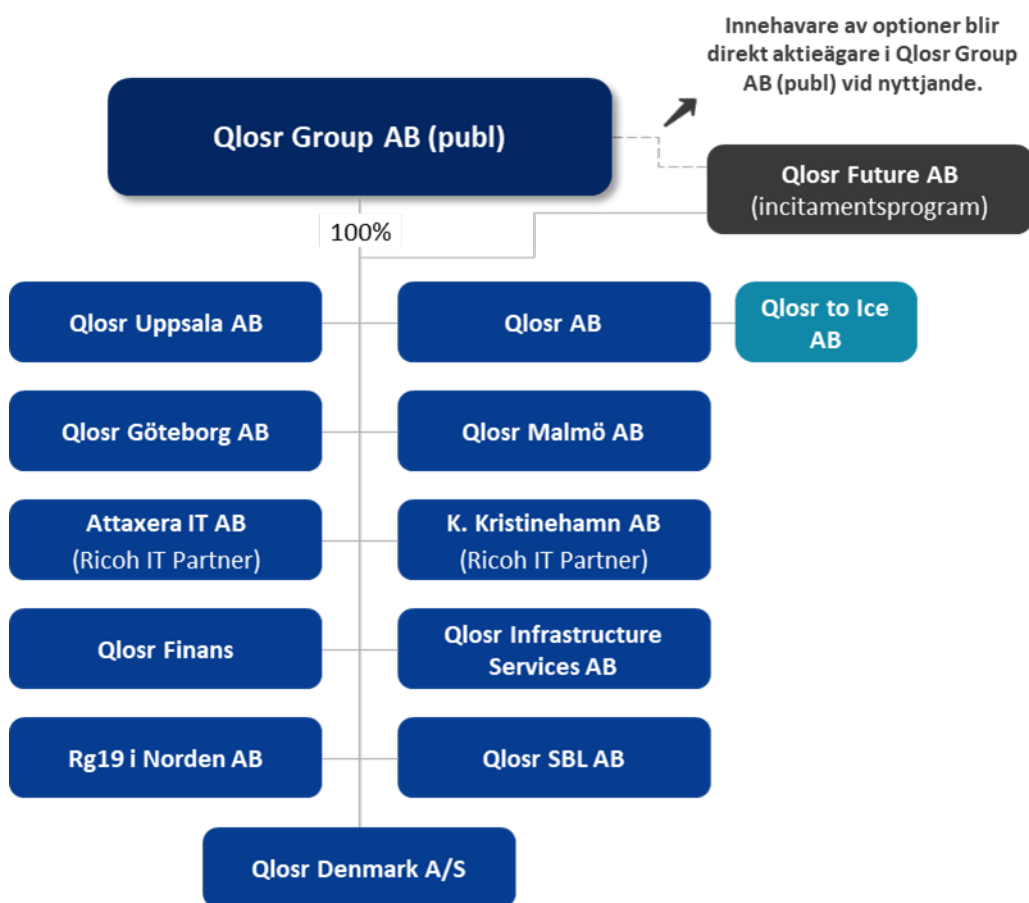 Innehavare av optioner blir
direkt aktieägare i Qlosr Group
AB (publ) vid nyttjande.
Qlosr Group AB (publ)
Qlosr Future AB
(incitamentsprogram)
100%
Qlosr Uppsala AB
Qlosr AB
Qlosr to Ice
AB
Qlosr Göteborg AB
Qlosr Malmö AB
Attaxera IT AB
(Ricoh IT Partner)
K. Kristinehamn AB
(Ricoh IT Partner)
Qlosr Finans
Qlosr Infrastructure
Services AB
Rg19 i Norden AB
Qlosr SBL AB
Qlosr Denmark A/S